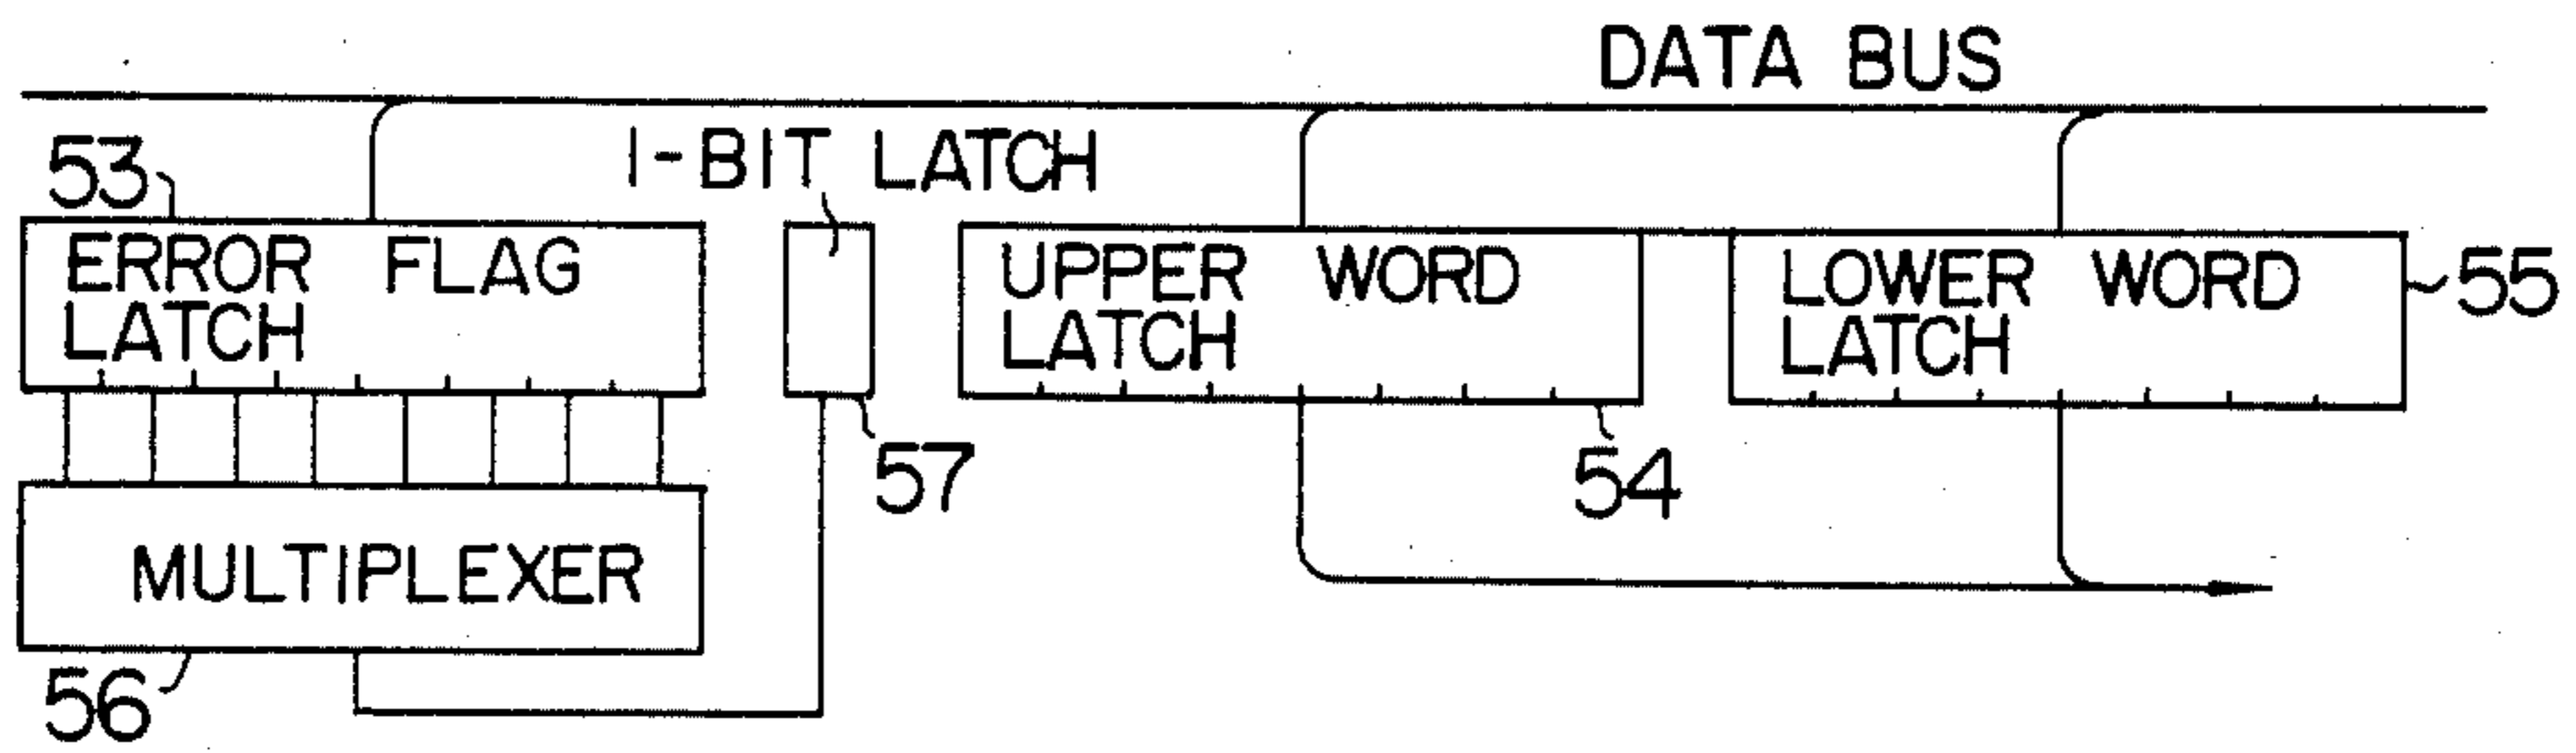 DATA BUS
1-BIT LATCH
53
ERROR FLAG
LATCH
UPPER WORD
LATCH
LOWER WORD
LATCH
55
57
54
MULTIPLEXER
56